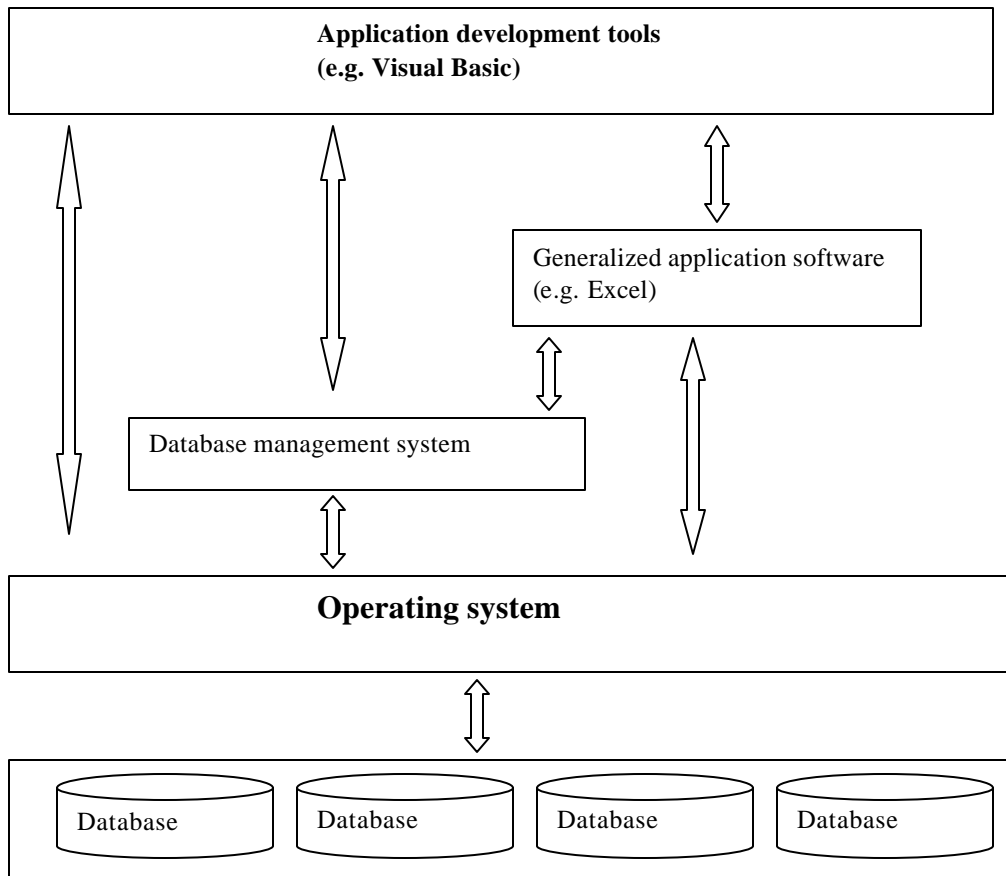 Application development tools
(e.g. Visual Basic)
Generalized application software
(e.g. Excel)
Database management system
Operating system
Database
Database
Database
Database